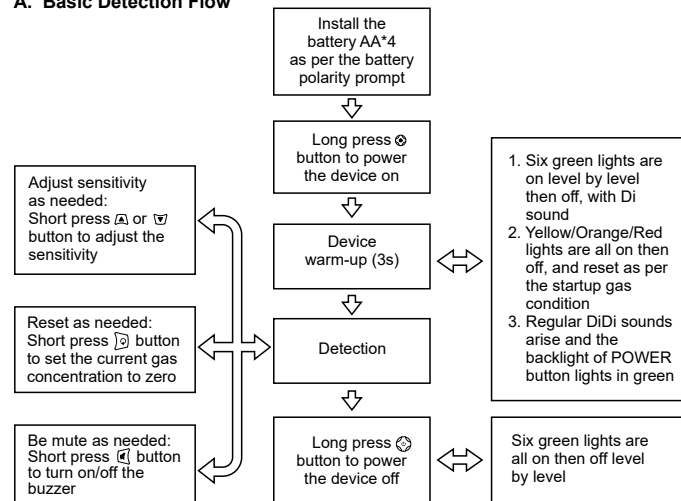 A. Basic Detection Flow
Install the
battery AA*4
as per the battery
polarity prompt
Long press button to power
the device on
Device
warm-up (3s)
1. Six green lights are
on level by level
then off, with Di
sound
2. Yellow/Orange/Red
lights are all on then
off, and reset as per
the startup gas
condition
3. Regular DiDi sounds
arise and the
backlight of POWER
button lights in green
Adjust sensitivity
as needed:
Short press or
button to adjust the
sensitivity
Reset as needed:
Short press button
to set the current gas
concentration to zero
Detection
Be mute as needed:
Short press button
to turn on/off the
buzzer
Long press
button to power
the device off
Six green lights are
all on then off level
by level